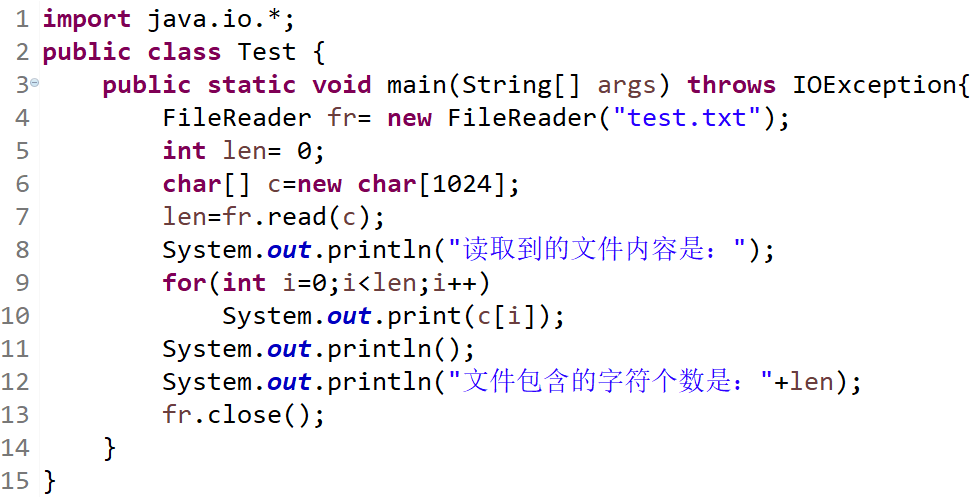 1 import java.io.*;
2 public class Test {
3 public static void main(String[] args) throws IOException{
4 FileReader fr= new FileReader("test.txt");
5 int len= 0;
6 char[] c=new char[1024];
7 len=fr.read(c);
8 System.out.println("读取到的文件内容是：");
9 for(int i=0;i<len;i++)
10 System.out.print(c[i]);
11 System.out.println();
12 System.out.println("文件包含的字符个数是："+len);
13 fr.close();
14 }
15 }